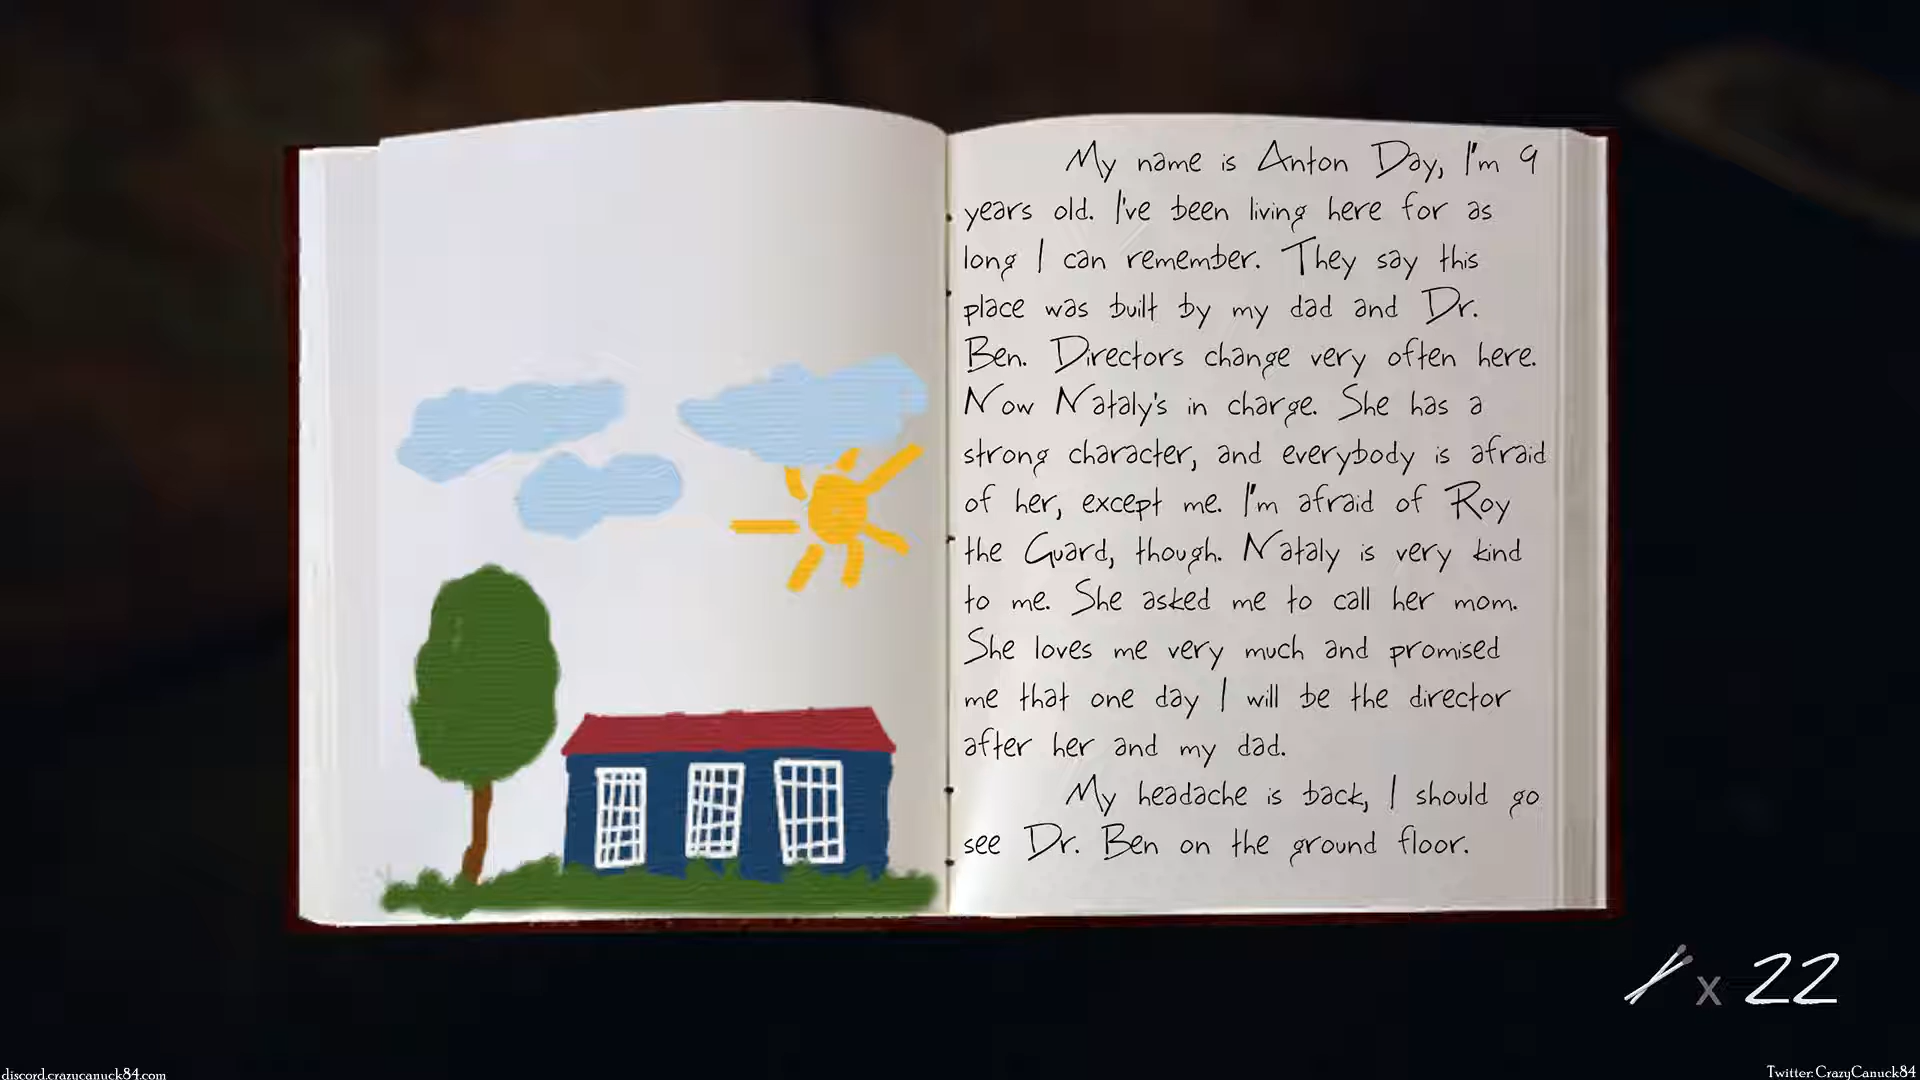 My name is Anton Day, I'm 9
years old. I've been living here for as
long I can remember. They say this
place was built by my dad and Dr.
Ben. Directors change very often here.
Now Nataly's in charge. She has a
strong character, and everybody is afraid
of her, except me. I'm afraid of Roy
the Guard, though. Nataly is very kind
to me. She asked me to call her mom.
She loves me very much and promised
me that one day I will be the director
after her and my dad.
My headache is back, I should go
see Dr. Ben on the ground floor.
x 22
discord.crazycanuck84.com
Twitter:CrazyCanuck84